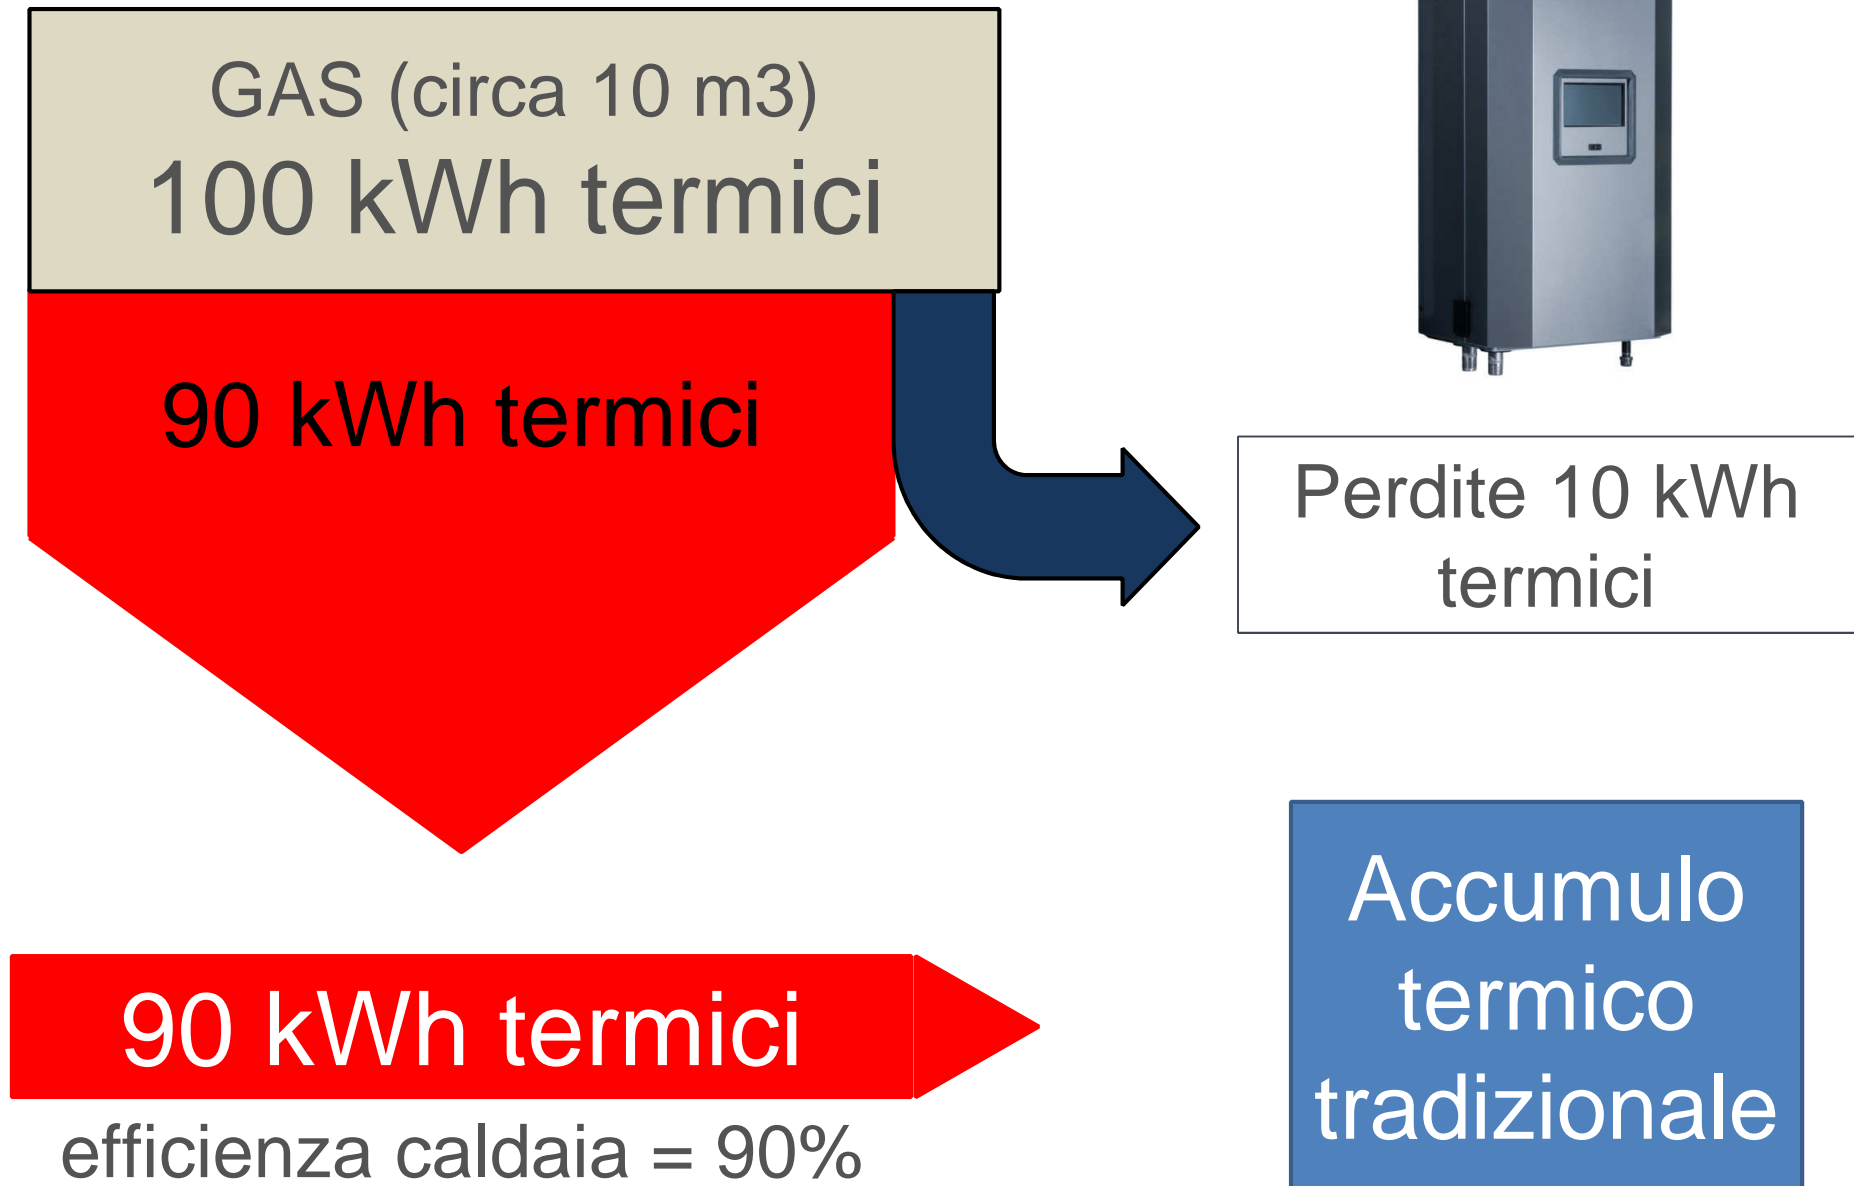 GAS (circa 10 m3)
100 kWh termici
90 kWh termici
Perdite 10 kWh
termici
90 kWh termici
efficienza caldaia = 90%
Accumulo
termico
tradizionale